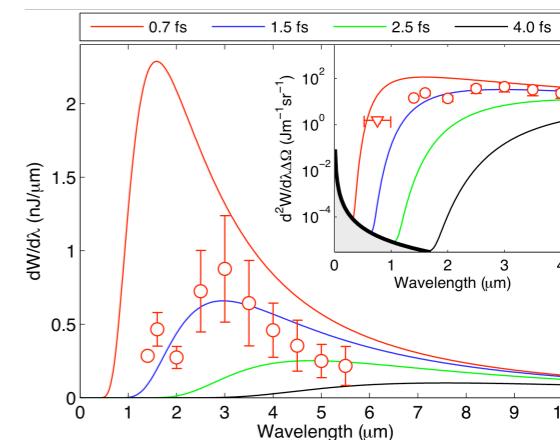 0.7 fs 1.5 fs 2.5 fs 4.0 fs
dW/dλ (nJ/μm)
2
1.5
1
0.5
0
0 1 2 3 4 5 6 7 8 9
Wavelength (μm)
d²W/dλΔΩ (Jm⁻¹sr⁻¹)
10²
10⁰
10⁻²
10⁻⁴
0 1 2 3 4
Wavelength (μm)